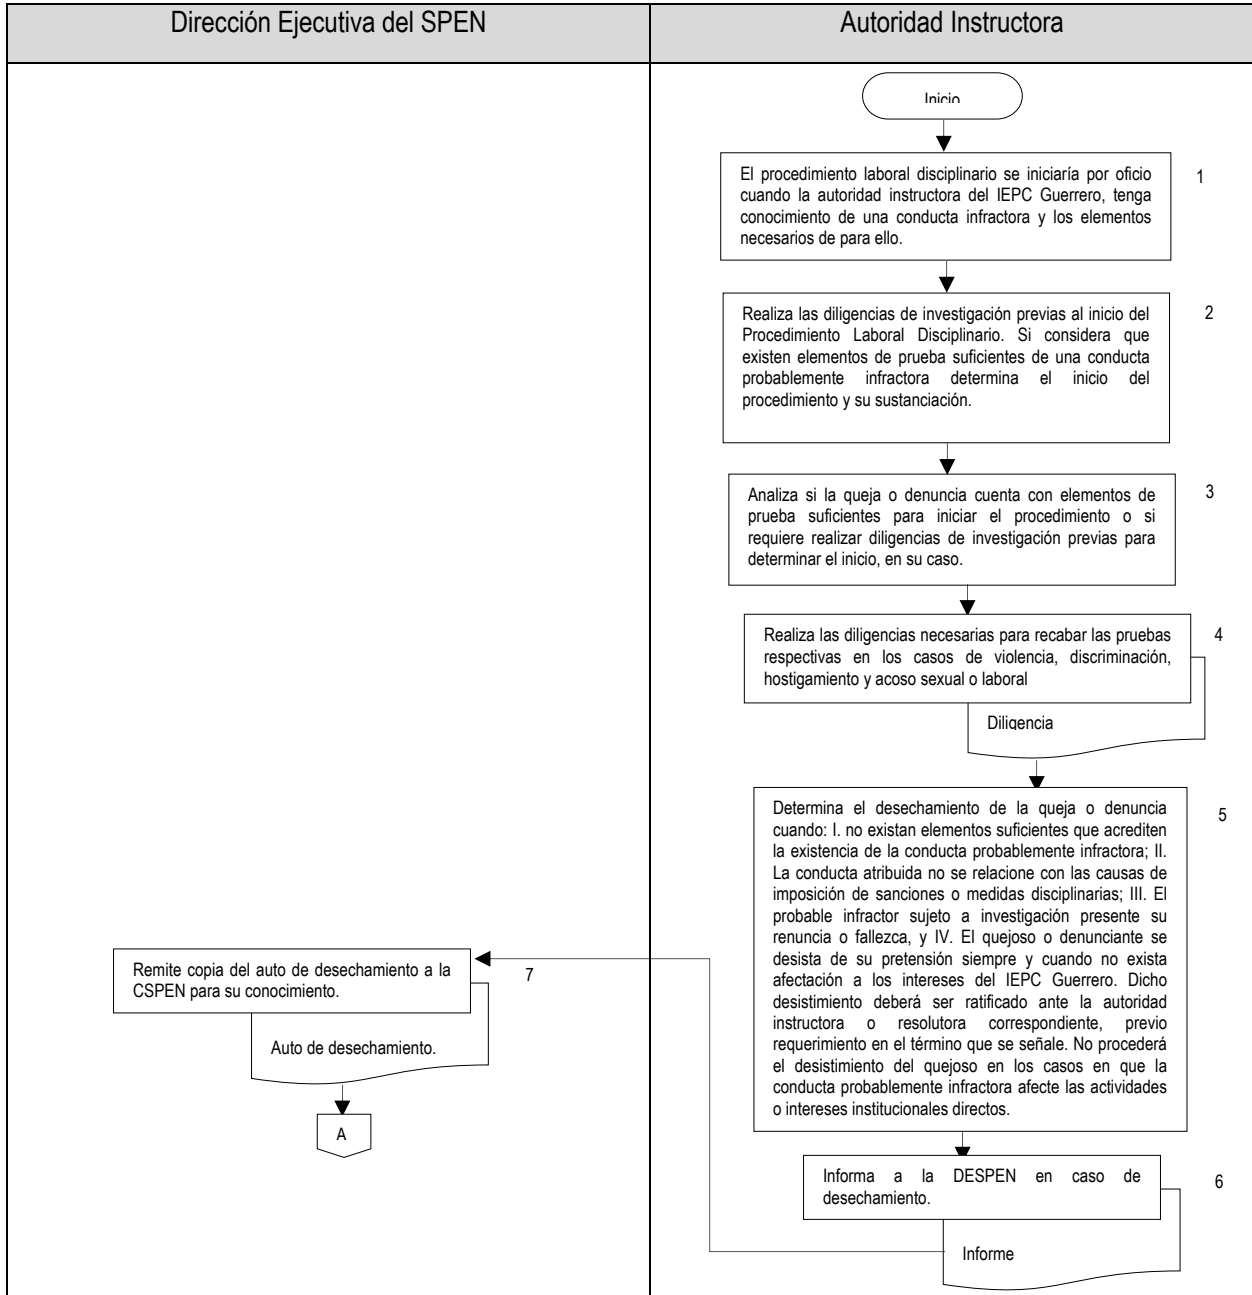 Dirección Ejecutiva del SPEN
Autoridad Instructora
Inicio
El procedimiento laboral disciplinario se iniciaría por oficio
cuando la autoridad instructora del IEPC Guerrero, tenga
conocimiento de una conducta infractora y los elementos
necesarios de para ello.
1
Realiza las diligencias de investigación previas al inicio del
Procedimiento Laboral Disciplinario. Si considera que
existen elementos de prueba suficientes de una conducta
probablemente infractora determina el inicio del
procedimiento y su sustanciación.
2
Analiza si la queja o denuncia cuenta con elementos de
prueba suficientes para iniciar el procedimiento o si
requiere realizar diligencias de investigación previas para
determinar el inicio, en su caso.
3
Realiza las diligencias necesarias para recabar las pruebas
respectivas en los casos de violencia, discriminación,
hostigamiento y acoso sexual o laboral
4
Diligencia
Determina el desechamiento de la queja o denuncia
cuando: I. no existan elementos suficientes que acrediten
la existencia de la conducta probablemente infractora; II.
La conducta atribuida no se relacione con las causas de
imposición de sanciones o medidas disciplinarias; III. El
probable infractor sujeto a investigación presente su
renuncia o fallezca, y IV. El quejoso o denunciante se
desista de su pretensión siempre y cuando no exista
afectación a los intereses del IEPC Guerrero. Dicho
desistimiento deberá ser ratificado ante la autoridad
instructora o resolutora correspondiente, previo
requerimiento en el término que se señale. No procederá
el desistimiento del quejoso en los casos en que la
conducta probablemente infractora afecte las actividades
o intereses institucionales directos.
5
Informa a la DESPEN en caso de
desechamiento.
6
Informe
Remite copia del auto de desechamiento a la
CSPEN para su conocimiento.
7
Auto de desechamiento.
A